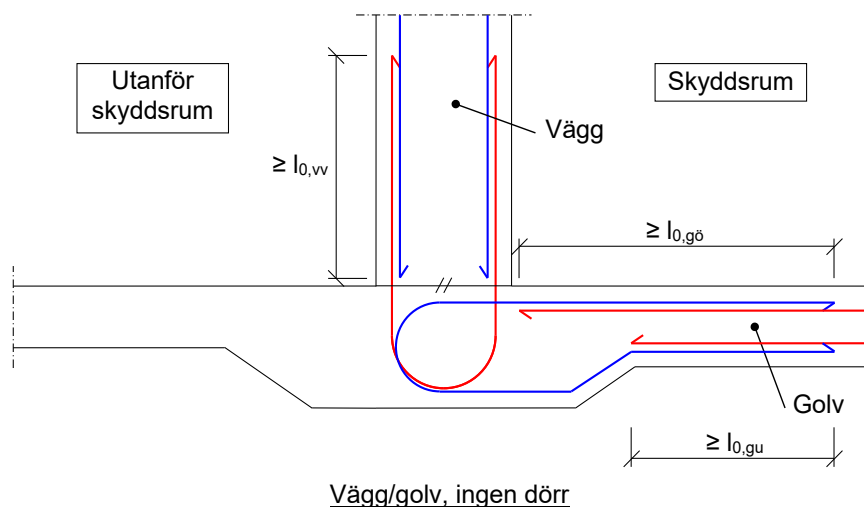 Utanför
skyddsrum
Skyddsrum
Vägg
≥ l0,vv
≥ l0,gö
Golv
≥ l0,gu
Vägg/golv, ingen dörr